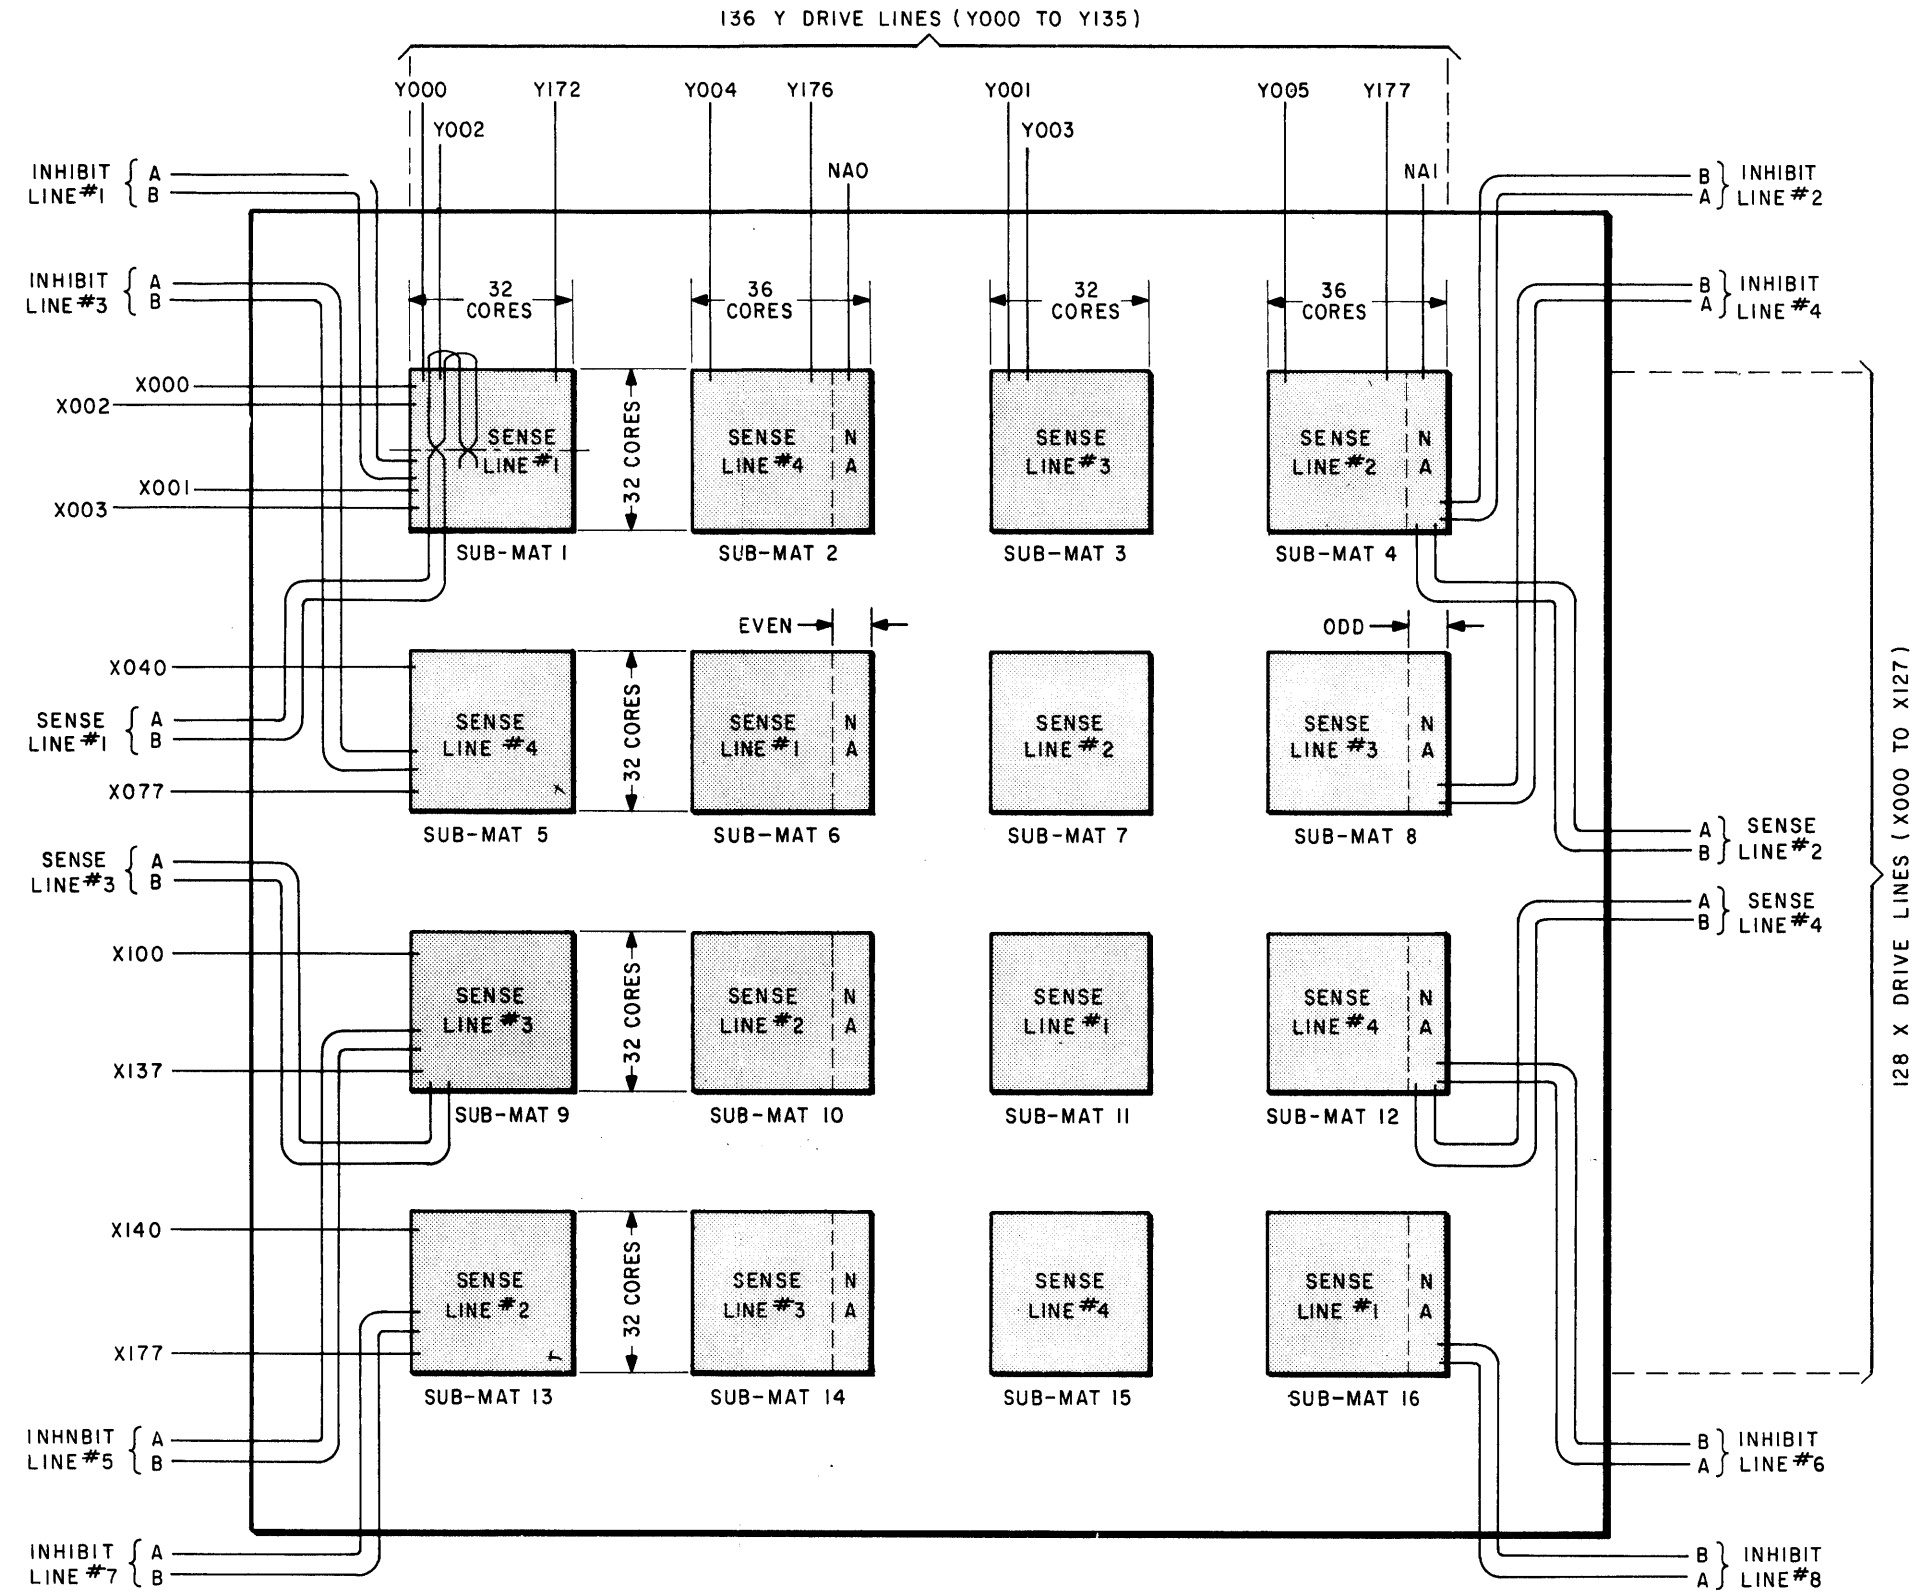 136 Y DRIVE LINES (Y000 TO Y135)
Y000 Y172 Y004 Y176 Y001 Y005 Y177
Y002 Y003
NA0 NA1
INHIBIT LINE #1 { A B
B A } INHIBIT LINE #2
INHIBIT LINE #3 { A B
B A } INHIBIT LINE #4
32 CORES
36 CORES
32 CORES
36 CORES
X000
X002
X001
X003
SENSE LINE #1
32 CORES
SENSE LINE #4
N A
SENSE LINE #3
SENSE LINE #2
N A
SUB-MAT 1
SUB-MAT 2
SUB-MAT 3
SUB-MAT 4
EVEN
ODD
X040
SENSE LINE #1 { A B
X077
SENSE LINE #4
32 CORES
SENSE LINE #1
N A
SENSE LINE #2
SENSE LINE #3
N A
SUB-MAT 5
SUB-MAT 6
SUB-MAT 7
SUB-MAT 8
A B } SENSE LINE #2
SENSE LINE #3 { A B
A B } SENSE LINE #4
128 X DRIVE LINES (X000 TO X127)
X100
X137
SENSE LINE #3
32 CORES
SENSE LINE #2
N A
SENSE LINE #1
SENSE LINE #4
N A
SUB-MAT 9
SUB-MAT 10
SUB-MAT 11
SUB-MAT 12
X140
X177
SENSE LINE #2
32 CORES
SENSE LINE #3
N A
SENSE LINE #4
SENSE LINE #1
N A
SUB-MAT 13
SUB-MAT 14
SUB-MAT 15
SUB-MAT 16
INHNBIT LINE #5 { A B
B A } INHIBIT LINE #6
INHIBIT LINE #7 { A B
B A } INHIBIT LINE #8